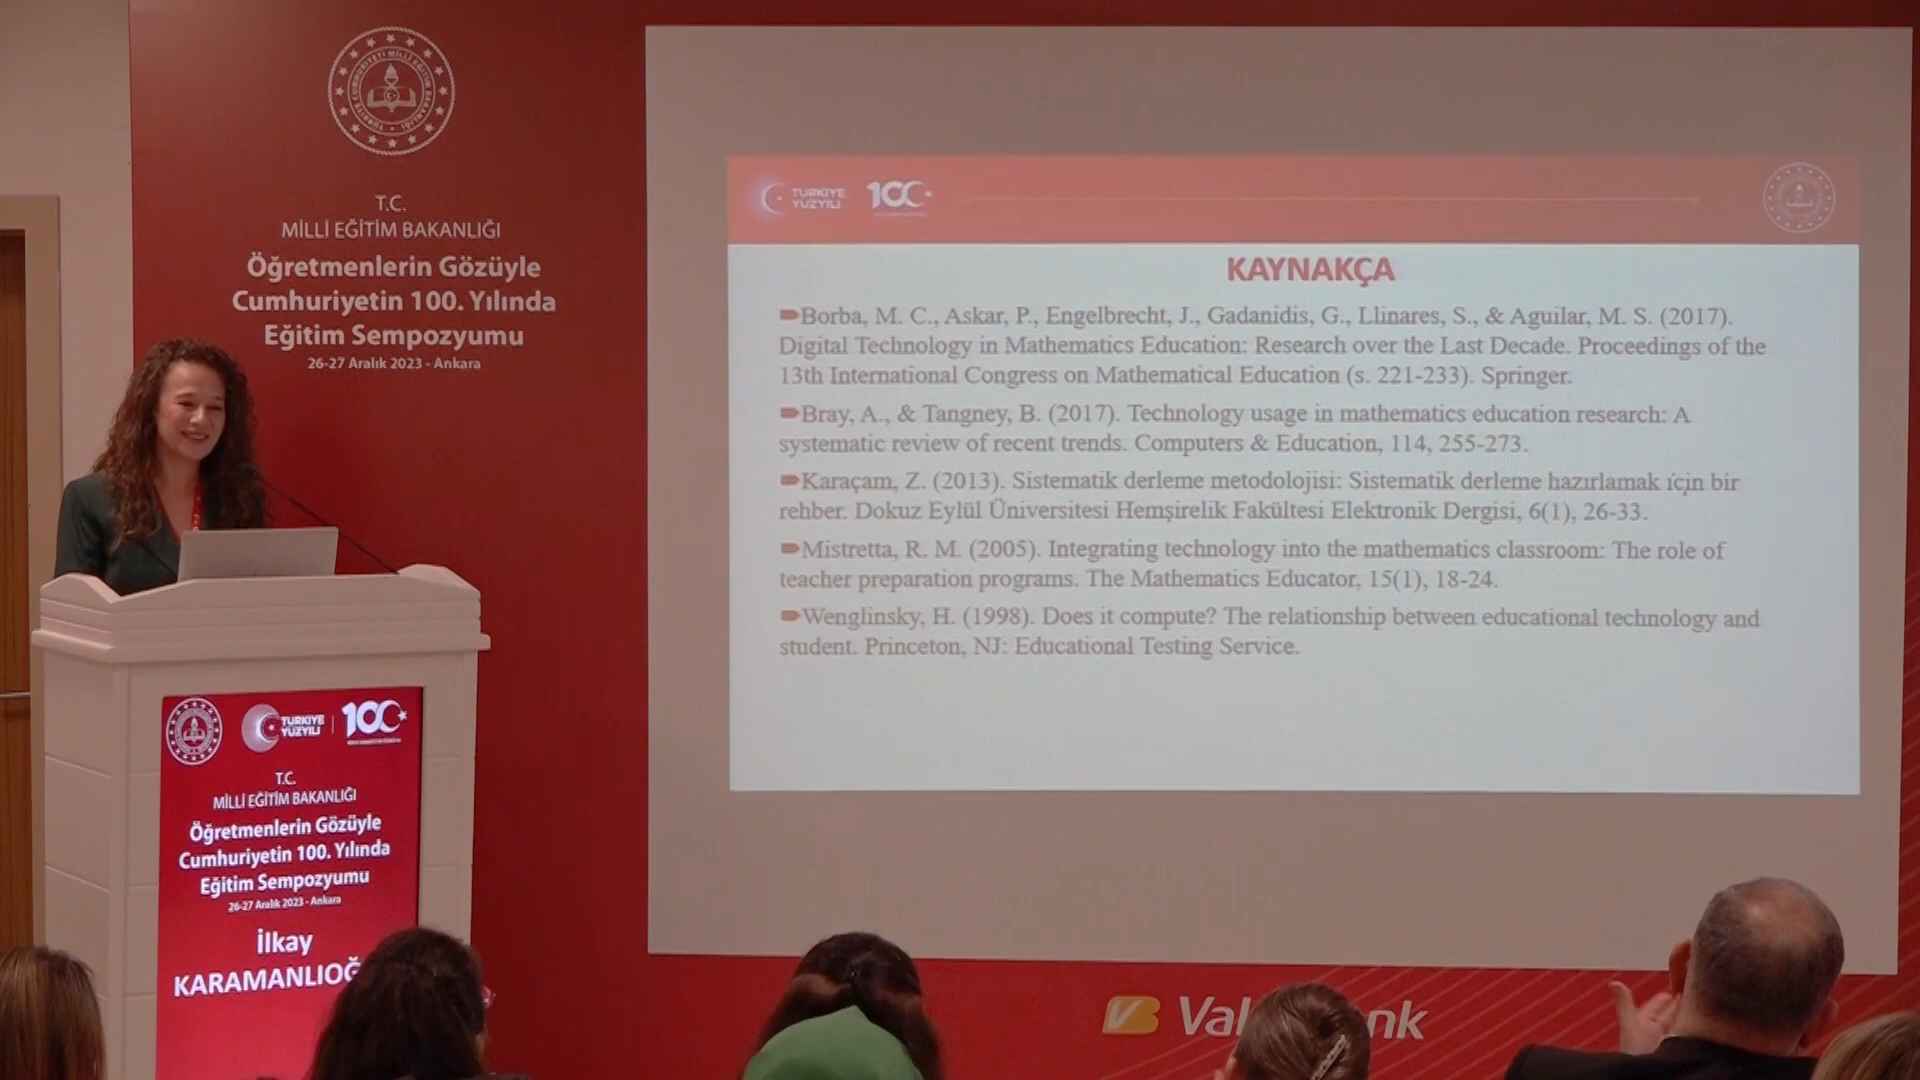 T.C.
MİLLİ EĞİTİM BAKANLIĞI
Öğretmenlerin Gözüyle
Cumhuriyetin 100. Yılında
Eğitim Sempozyumu
26-27 Aralık 2023 - Ankara
TÜRKİYE
YÜZYILI
100
KAYNAKÇA
Borba, M. C., Askar, P., Engelbrecht, J., Gadanidis, G., Llinares, S., & Aguilar, M. S. (2017).
Digital Technology in Mathematics Education: Research over the Last Decade. Proceedings of the
13th International Congress on Mathematical Education (s. 221-233). Springer.
Bray, A., & Tangney, B. (2017). Technology usage in mathematics education research: A
systematic review of recent trends. Computers & Education, 114, 255-273.
Karaçam, Z. (2013). Sistematik derleme metodolojisi: Sistematik derleme hazırlamak için bir
rehber. Dokuz Eylül Üniversitesi Hemşirelik Fakültesi Elektronik Dergisi, 6(1), 26-33.
Mistretta, R. M. (2005). Integrating technology into the mathematics classroom: The role of
teacher preparation programs. The Mathematics Educator, 15(1), 18-24.
Wenglinsky, H. (1998). Does it compute? The relationship between educational technology and
student. Princeton, NJ: Educational Testing Service.
TÜRKİYE
YÜZYILI
100
T.C.
MİLLİ EĞİTİM BAKANLIĞI
Öğretmenlerin Gözüyle
Cumhuriyetin 100. Yılında
Eğitim Sempozyumu
26-27 Aralık 2023 - Ankara
İlkay
KARAMANLIOĞ